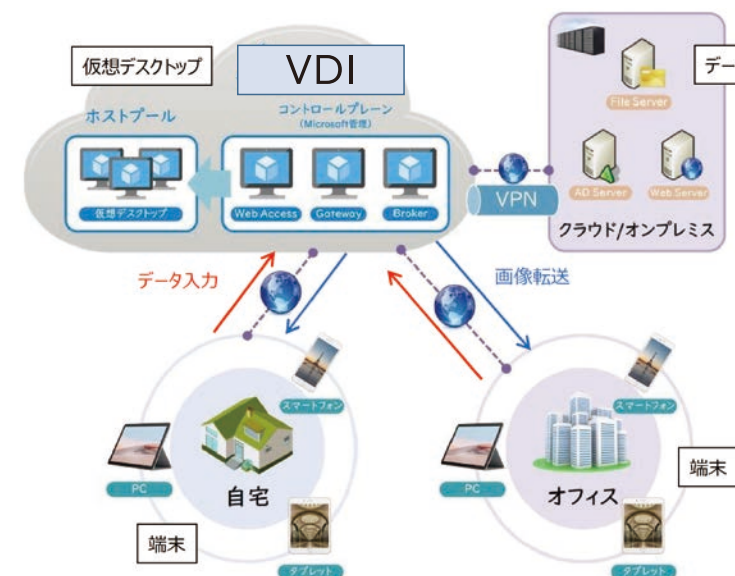 仮想デスクトップ
VDI
ホストプール
コントロールプレーン
(Microsoft管理)
仮想デスクトップ
Web Access
Gateway
Broker
VPN
デー
File Server
AD Server
Web Server
クラウド/オンプレミス
データ入力
画像転送
スマートフォン
PC
自宅
端末
タブレット
スマートフォン
PC
オフィス
端末
タブレット